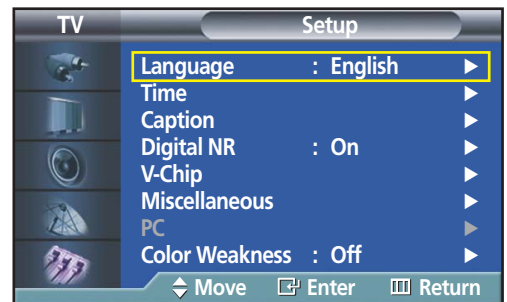 TV Setup
Language : English
Time
Caption
Digital NR : On
V-Chip
Miscellaneous
PC
Color Weakness : Off
Move Enter Return